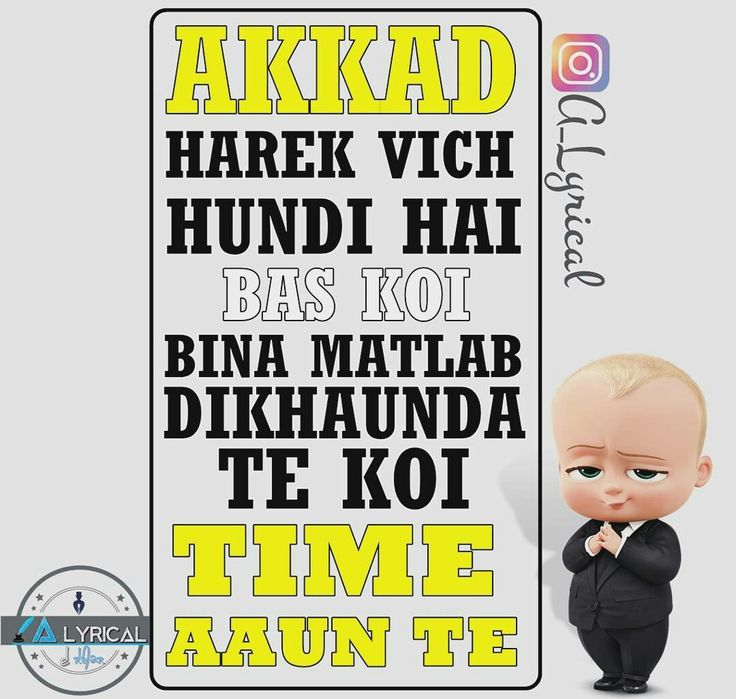 AKKAD
HAREK VICH
HUNDI HAI
BAS KOI
BINA MATLAB
DIKHAUNDA
TE KOI
TIME
AAUN TE
A_Lyrical
A LYRICAL